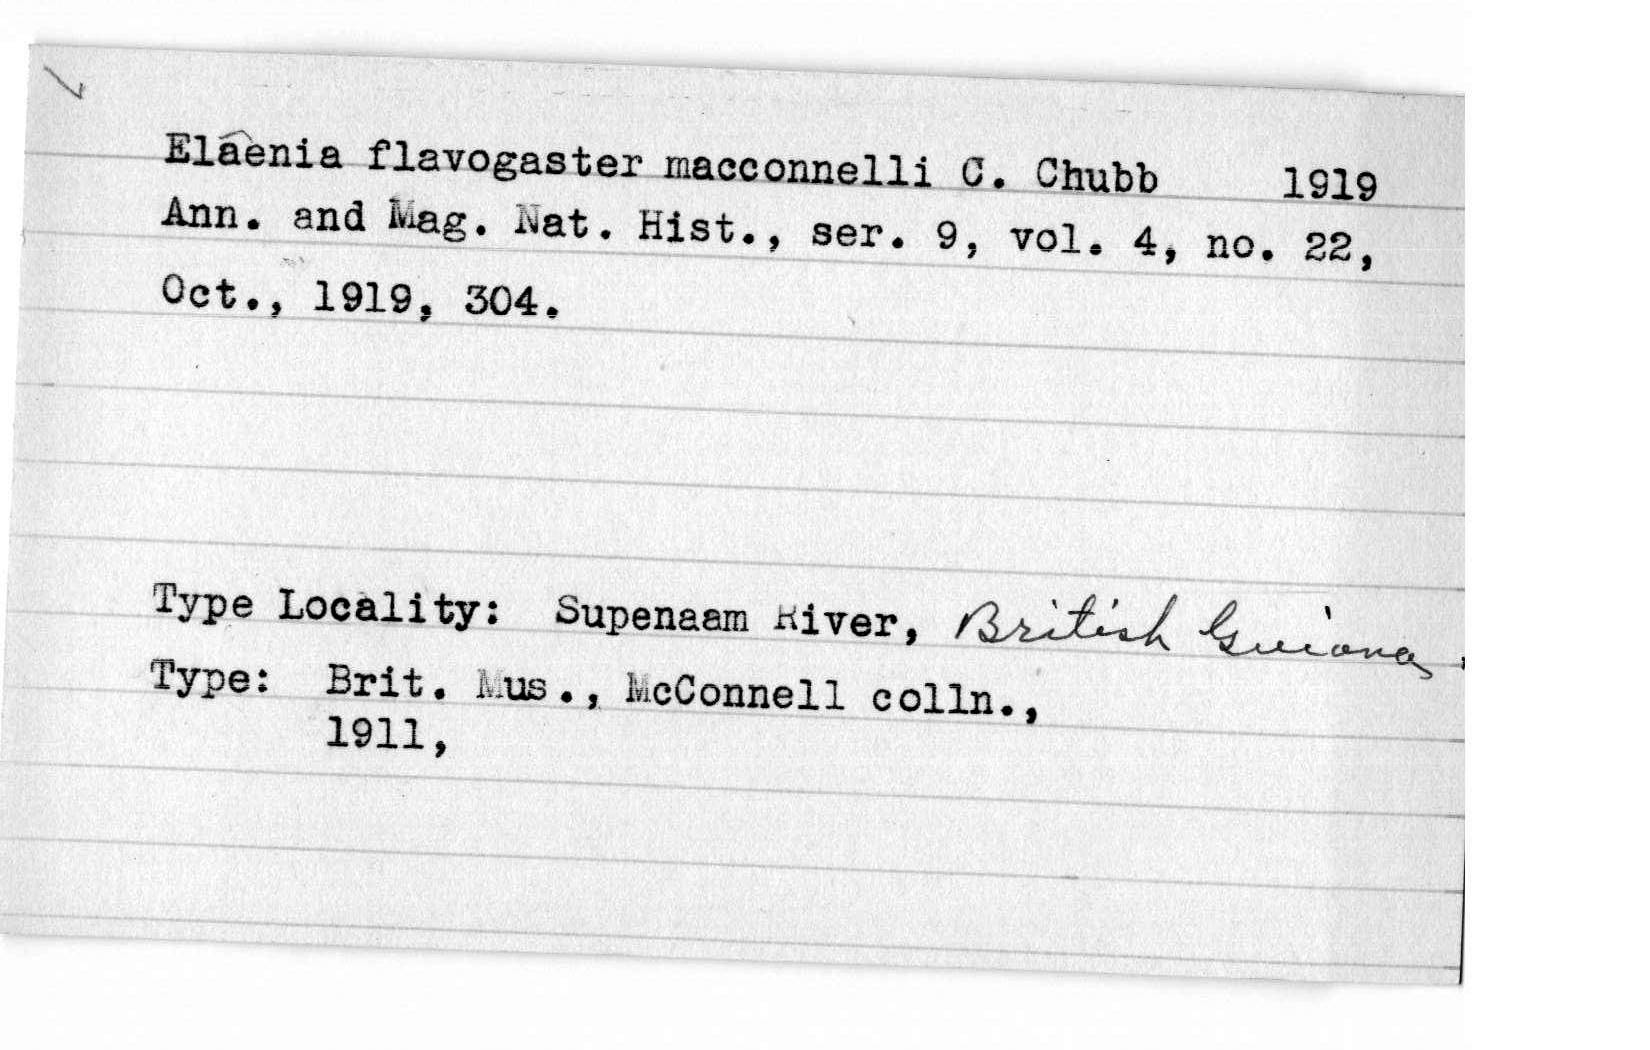 Elaenia flavogaster macconnelli C. Chubb 1919
Ann. and Mag. Nat. Hist., ser. 9, vol. 4, no. 22,
Oct., 1919, 304.
Type Locality: Supenaam River, British Guiana,
Type: Brit. Mus., McConnell colln.,
1911,